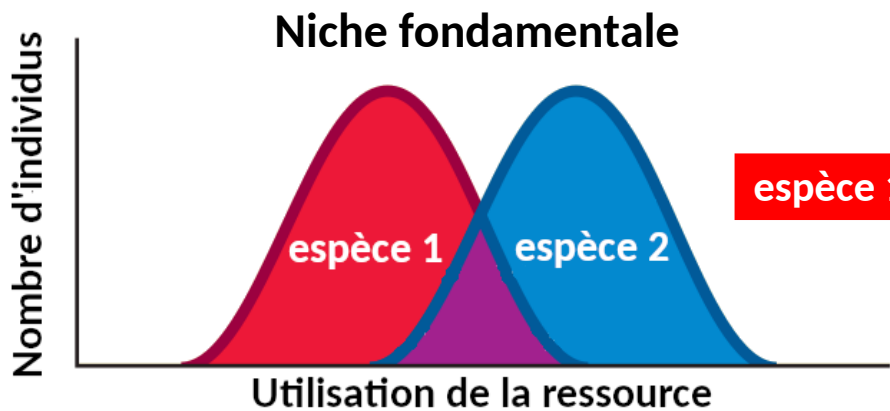 Niche fondamentale
Nombre d'individus
espèce 1
espèce 2
espèce
Utilisation de la ressource